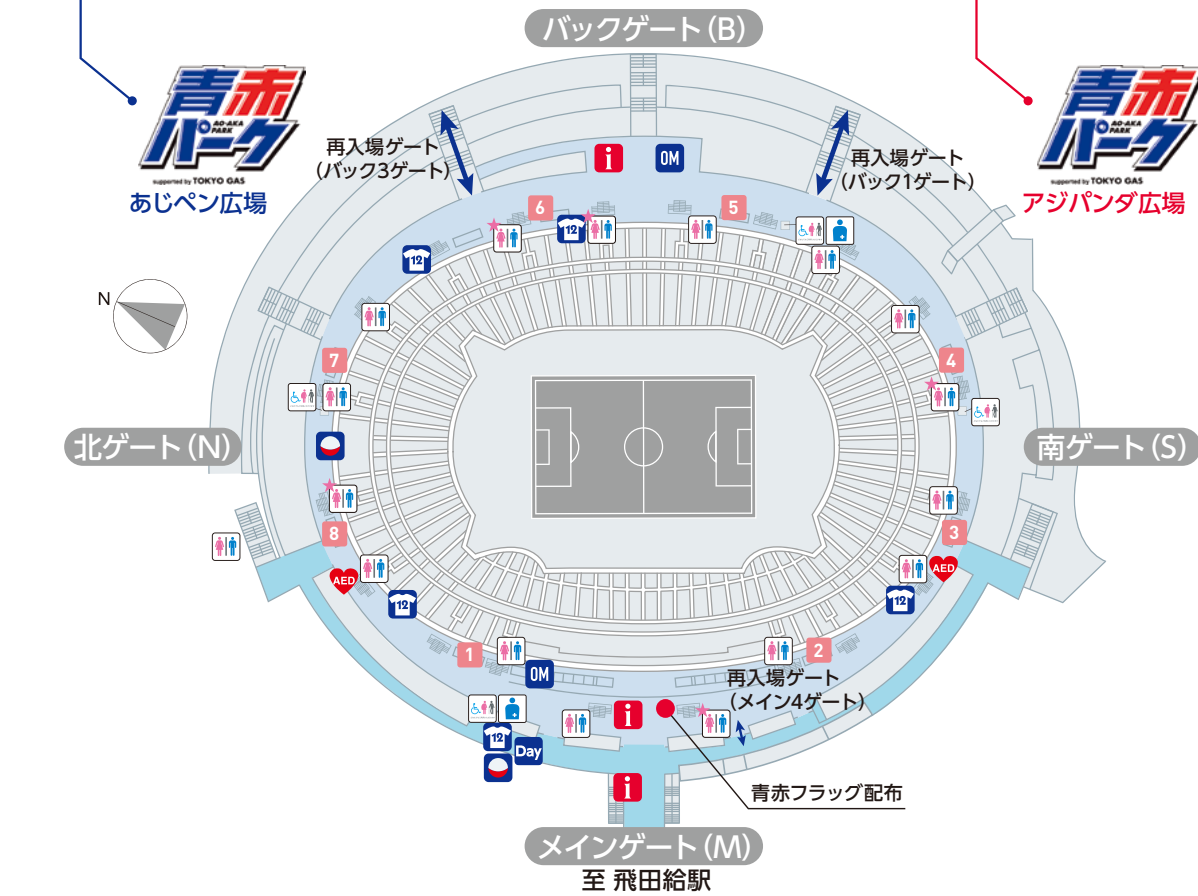 バックゲート（B）
青赤
パーク
AO-AKA
PARK
supported by TOKYO GAS
あじペン広場
青赤
パーク
AO-AKA
PARK
supported by TOKYO GAS
アジパンダ広場
再入場ゲート
（バック3ゲート）
再入場ゲート
（バック1ゲート）
i
OM
6
5
12
12
N
7
4
北ゲート（N）
南ゲート（S）
8
3
AED
AED
12
12
1
2
OM
再入場ゲート
（メイン4ゲート）
i
12
Day
i
青赤フラッグ配布
メインゲート（M）
至 飛田給駅